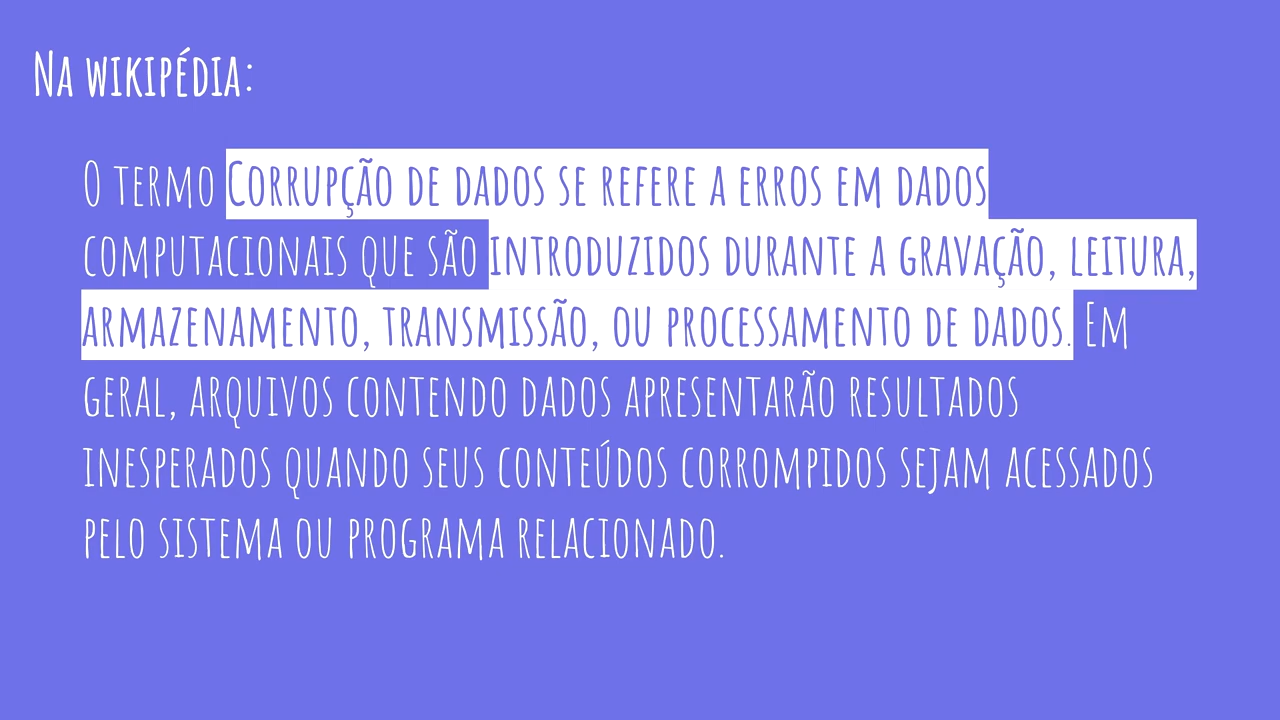 Na wikipédia:
O termo Corrupção de dados se refere a erros em dados
computacionais que são introduzidos durante a gravação, leitura,
armazenamento, transmissão, ou processamento de dados. Em
geral, arquivos contendo dados apresentarão resultados
inesperados quando seus conteúdos corrompidos sejam acessados
pelo sistema ou programa relacionado.